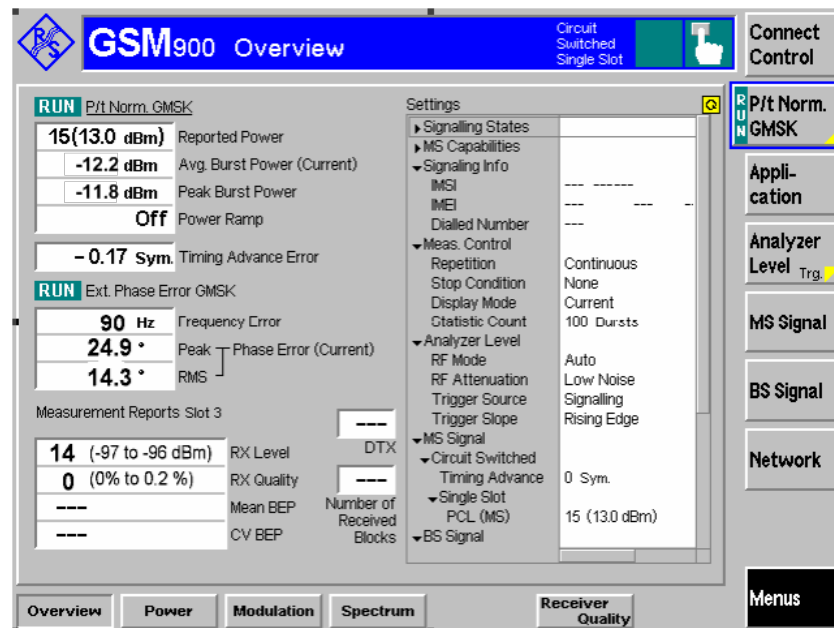 R S
GSM900 Overview
Circuit
Switched
Single Slot
Connect
Control
RUN P/t Norm. GMSK
15(13.0 dBm) Reported Power
-12.2 dBm Avg. Burst Power (Current)
-11.8 dBm Peak Burst Power
Off Power Ramp
-0.17 Sym. Timing Advance Error
RUN Ext. Phase Error GMSK
90 Hz Frequency Error
24.9 ° Peak Phase Error (Current)
14.3 ° RMS
Measurement Reports Slot 3
14 (-97 to -96 dBm) RX Level
0 (0% to 0.2 %) RX Quality
--- Mean BEP
--- CV BEP
---
DTX
---
Number of
Received
Blocks
Settings
Signalling States
MS Capabilities
Signaling Info
IMSI --- ------
IMEI --- --- -
Dialled Number ---
Meas. Control
Repetition Continuous
Stop Condition None
Display Mode Current
Statistic Count 100 Bursts
Analyzer Level
RF Mode Auto
RF Attenuation Low Noise
Trigger Source Signalling
Trigger Slope Rising Edge
MS Signal
Circuit Switched
Timing Advance 0 Sym.
Single Slot
PCL (MS) 15 (13.0 dBm)
BS Signal
RUN P/t Norm.
GMSK
Appli-
cation
Analyzer
Level Trg.
MS Signal
BS Signal
Network
Menus
Overview Power Modulation Spectrum Receiver
Quality